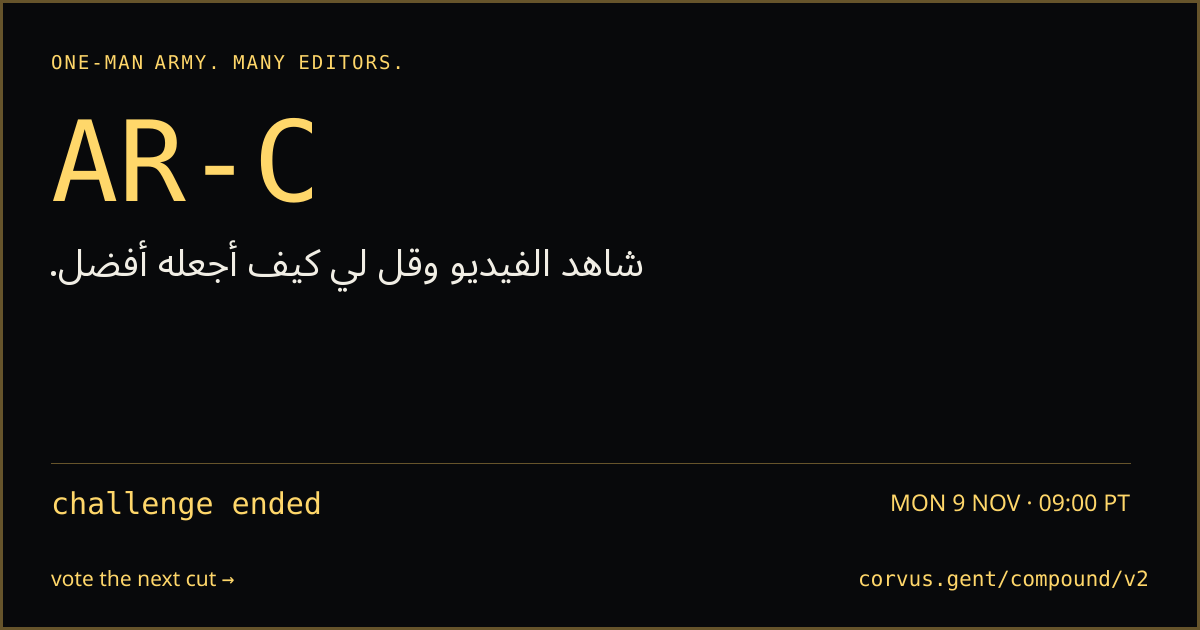 ONE-MAN ARMY. MANY EDITORS.
AR-C
شاهد الفيديو وقل لي كيف أجعله أفضل.
challenge ended
MON 9 NOV · 09:00 PT
vote the next cut →
corvus.gent/compound/v2